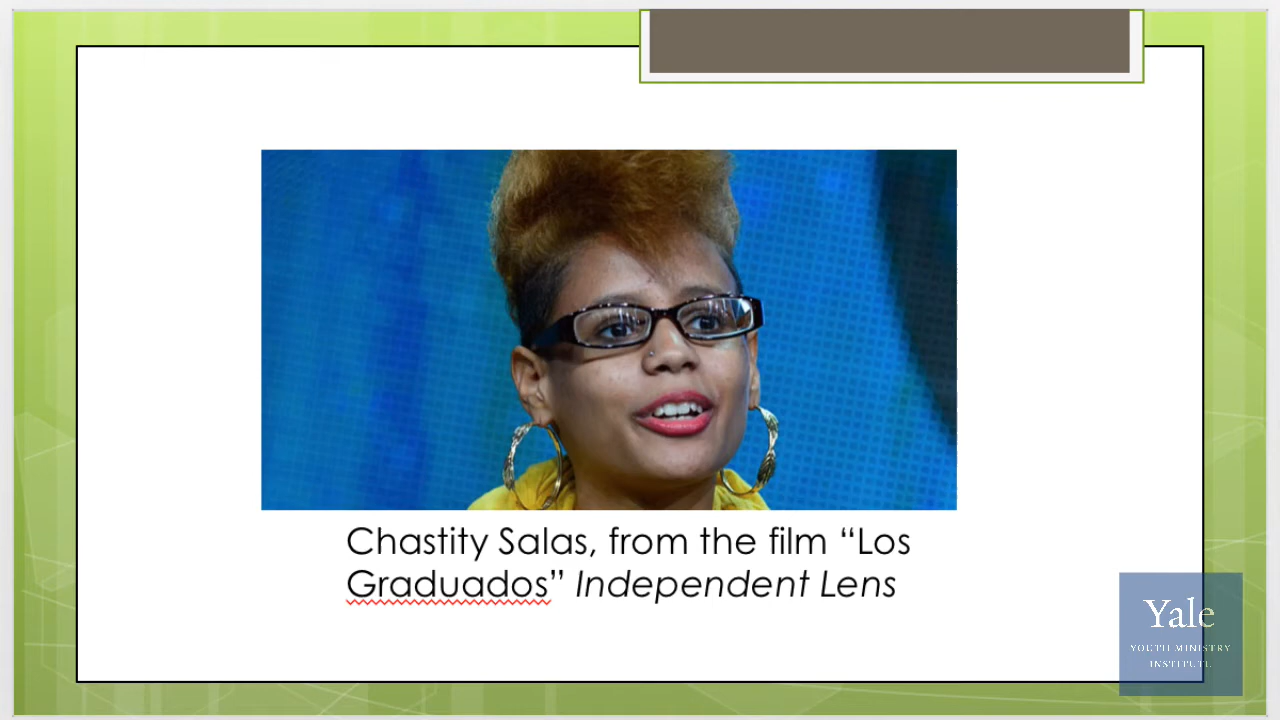 Chastity Salas, from the film “Los
Graduados” Independent Lens
Yale
YOUTH MINISTRY
INSTITUTE